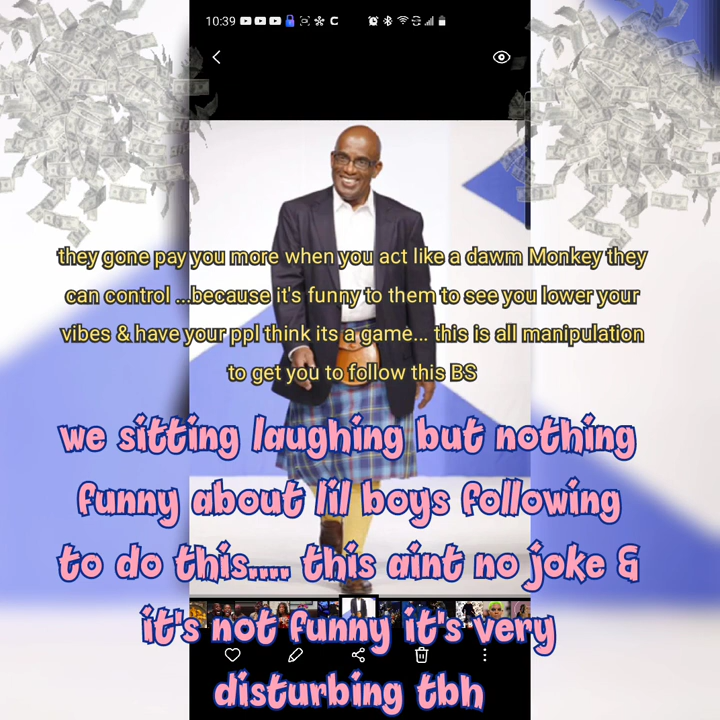 10:39
they gone pay you more when you act like a dawm Monkey they
can control ...because it's funny to them to see you lower your
vibes & have your ppl think its a game... this is all manipulation
to get you to follow this BS
we sitting laughing but nothing
funny about lil boys following
to do this.... this aint no joke &
it's not funny it's very
disturbing tbh